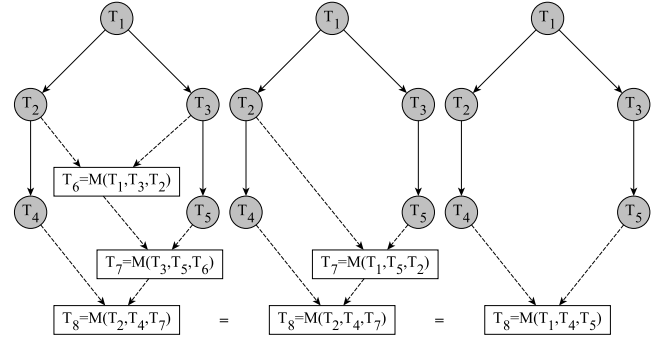 T1 T1 T1
T2 T3 T2 T3 T2 T3
T6=M(T1,T3,T2)
T4 T5 T4 T5 T4 T5
T7=M(T3,T5,T6) T7=M(T1,T5,T2)
T8=M(T2,T4,T7) = T8=M(T2,T4,T7) = T8=M(T1,T4,T5)